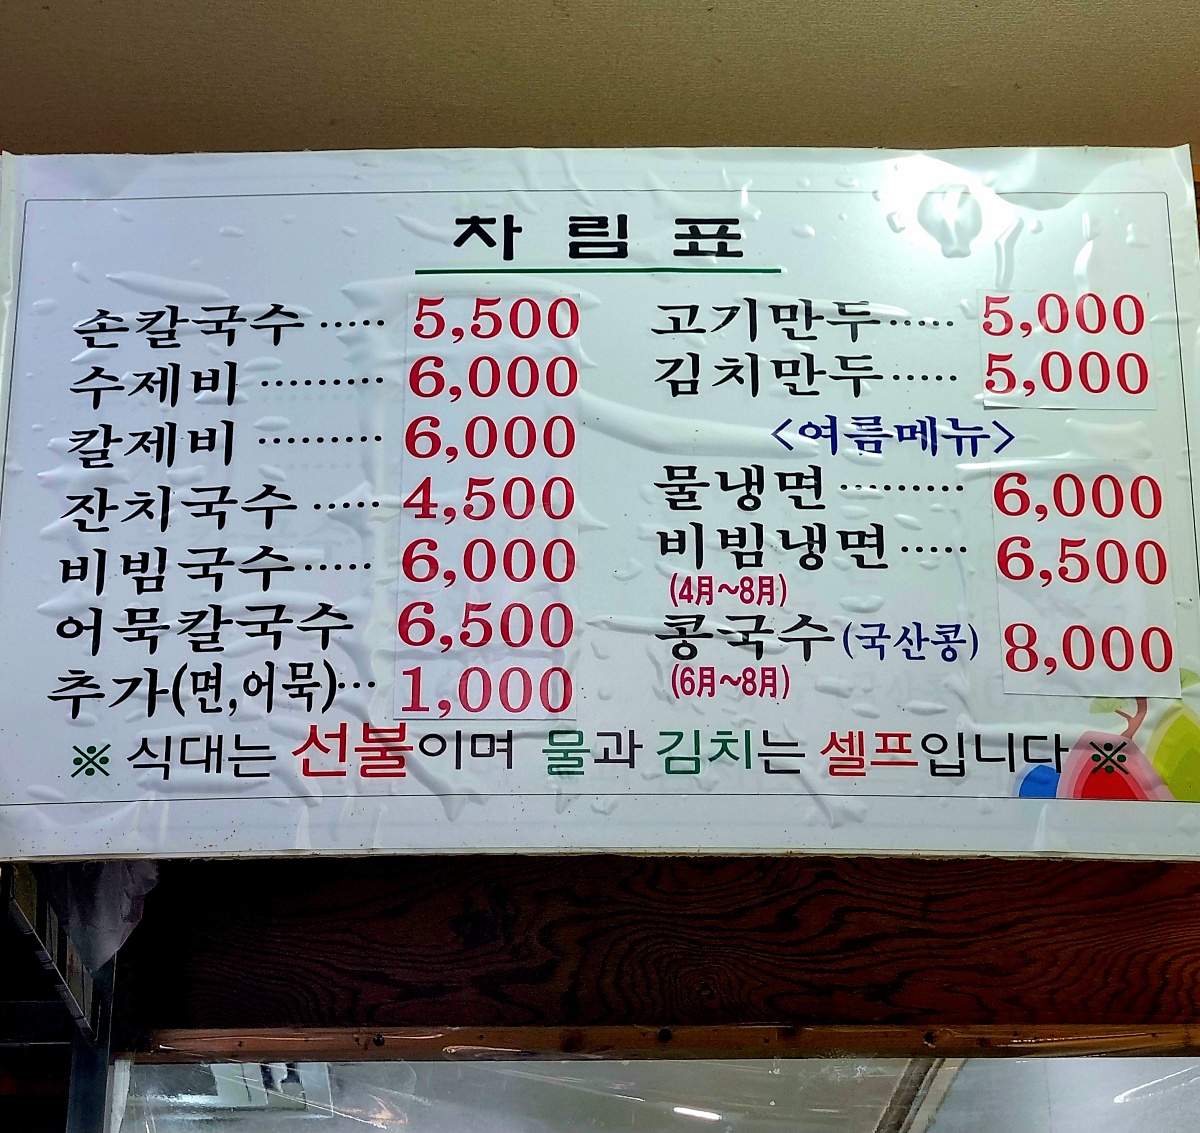 차림표
손칼국수 ····· 5,500
수제비 ········· 6,000
칼제비 ········· 6,000
잔치국수 ····· 4,500
비빔국수 ····· 6,000
어묵칼국수 6,500
추가(면,어묵)··· 1,000
고기만두 ····· 5,000
김치만두 ····· 5,000
<여름메뉴>
물냉면 ········· 6,000
비빔냉면 ····· 6,500
(4月~8月)
콩국수(국산콩) 8,000
(6月~8月)
※ 식대는 선불이며 물과 김치는 셀프입니다 ※